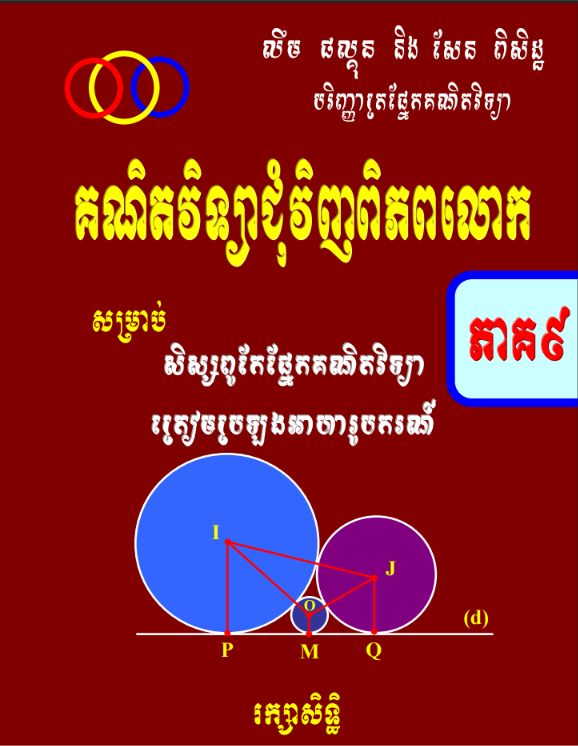 លឹម ផល្គុន និង សែន ពិសិដ្ឋ
បរិញ្ញាត្រផ្នែកគណិតវិទ្យា
គណិតវិទ្យាជុំវិញពិភពលោក
សម្រាប់
ភាគ៩
សិស្សពូកែផ្នែកគណិតវិទ្យា
ត្រៀមប្រឡងអាហារូបករណ៍
I
J
O
(d)
P M Q
រក្សាសិទ្ធិ